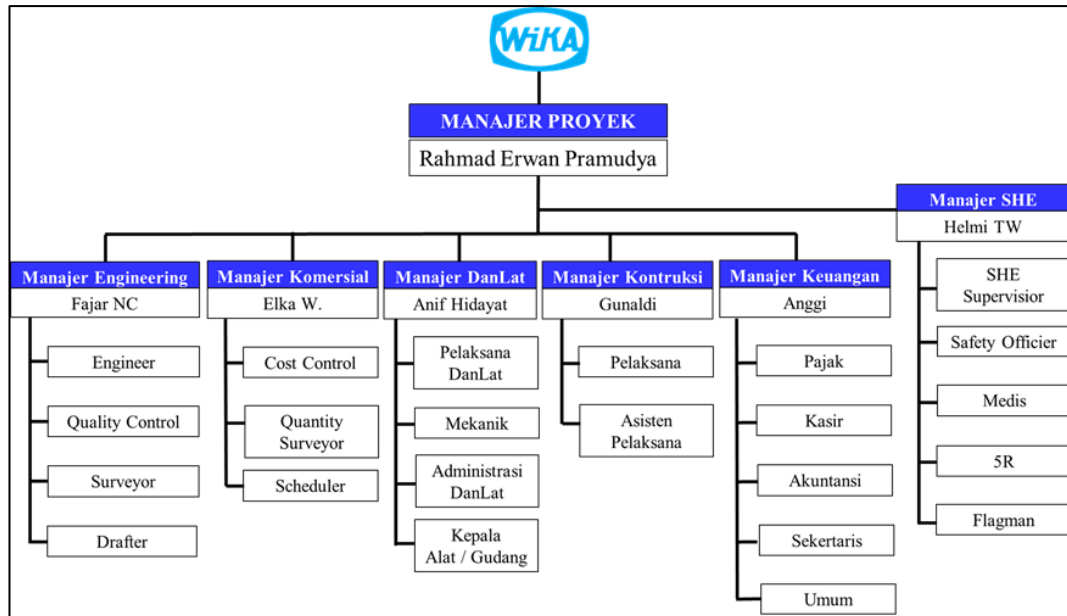 WiKA
MANAJER PROYEK
Rahmad Erwan Pramudya
Manajer SHE
Helmi TW
SHE
Supervisior
Safety Officier
Medis
5R
Flagman
Manajer Engineering
Fajar NC
Engineer
Quality Control
Surveyor
Drafter
Manajer Komersial
Elka W.
Cost Control
Quantity
Surveyor
Scheduler
Manajer DanLat
Anif Hidayat
Pelaksana
DanLat
Mekanik
Administrasi
DanLat
Kepala
Alat / Gudang
Manajer Kontruksi
Gunaldi
Pelaksana
Asisten
Pelaksana
Manajer Keuangan
Anggi
Pajak
Kasir
Akuntansi
Sekertaris
Umum